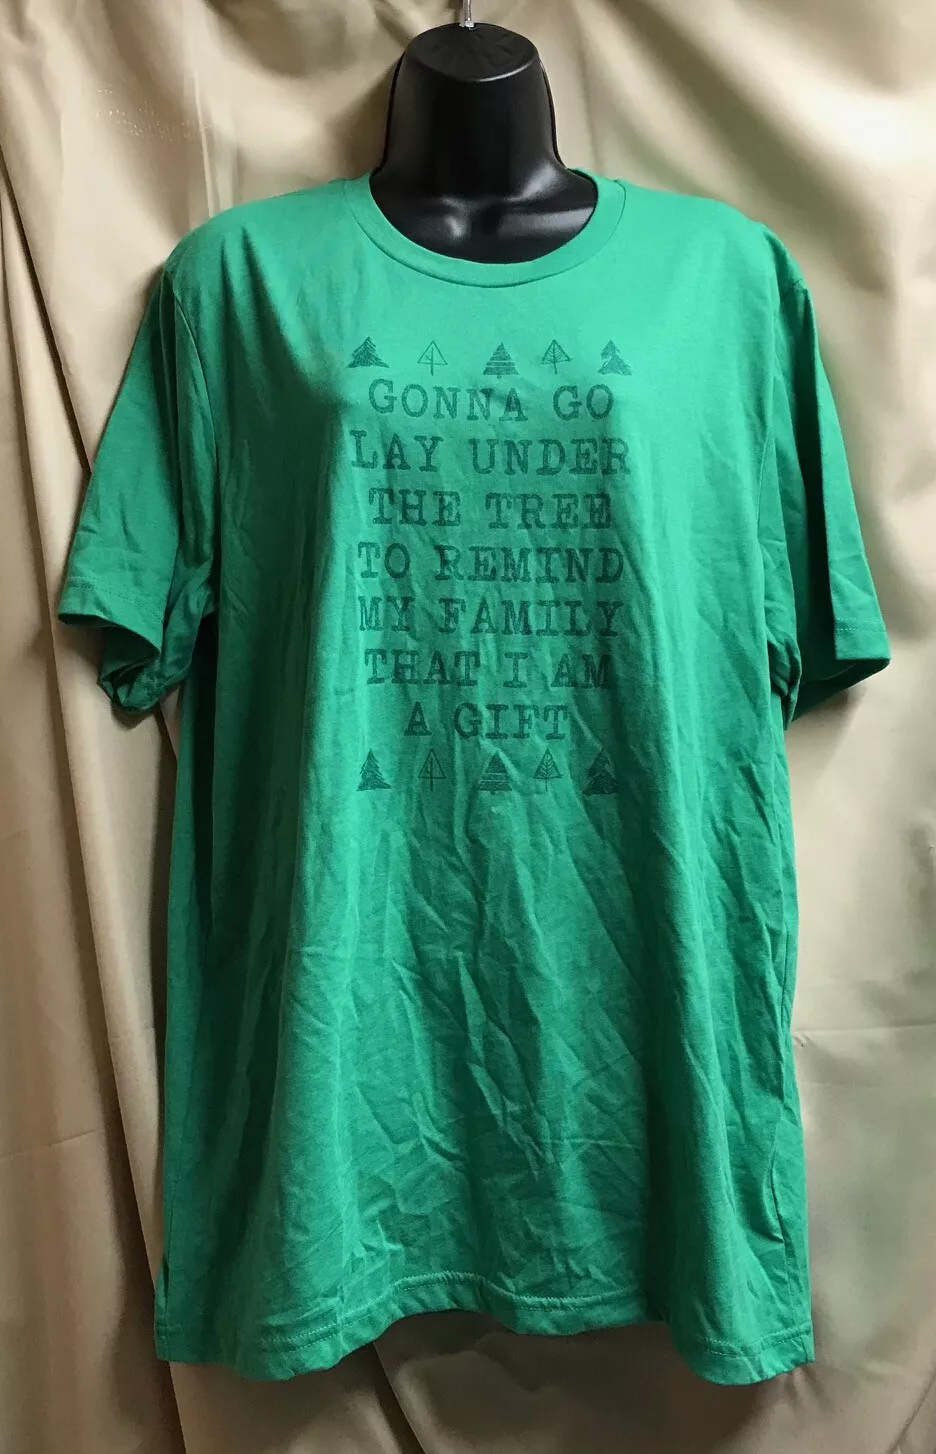 GONNA GO
LAY UNDER
THE TREE
TO REMIND
MY FAMILY
THAT I AM
A GIFT